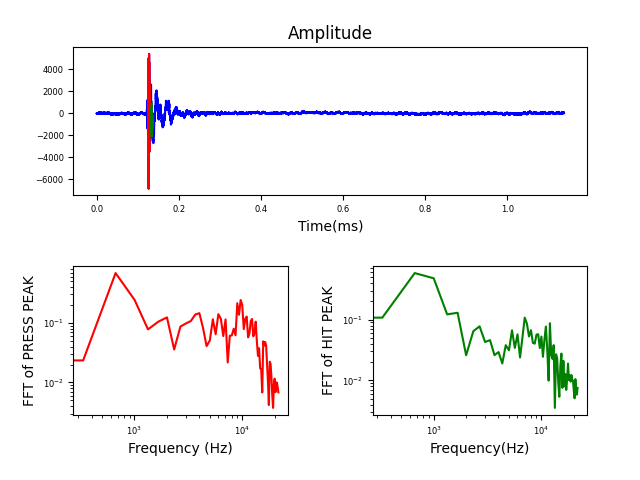 Amplitude
4000
2000
0
−2000
−4000
−6000
0.0 0.2 0.4 0.6 0.8 1.0
Time(ms)
FFT of PRESS PEAK
10⁻¹
10⁻²
10³ 10⁴
Frequency (Hz)
FFT of HIT PEAK
10⁻¹
10⁻²
10³ 10⁴
Frequency(Hz)